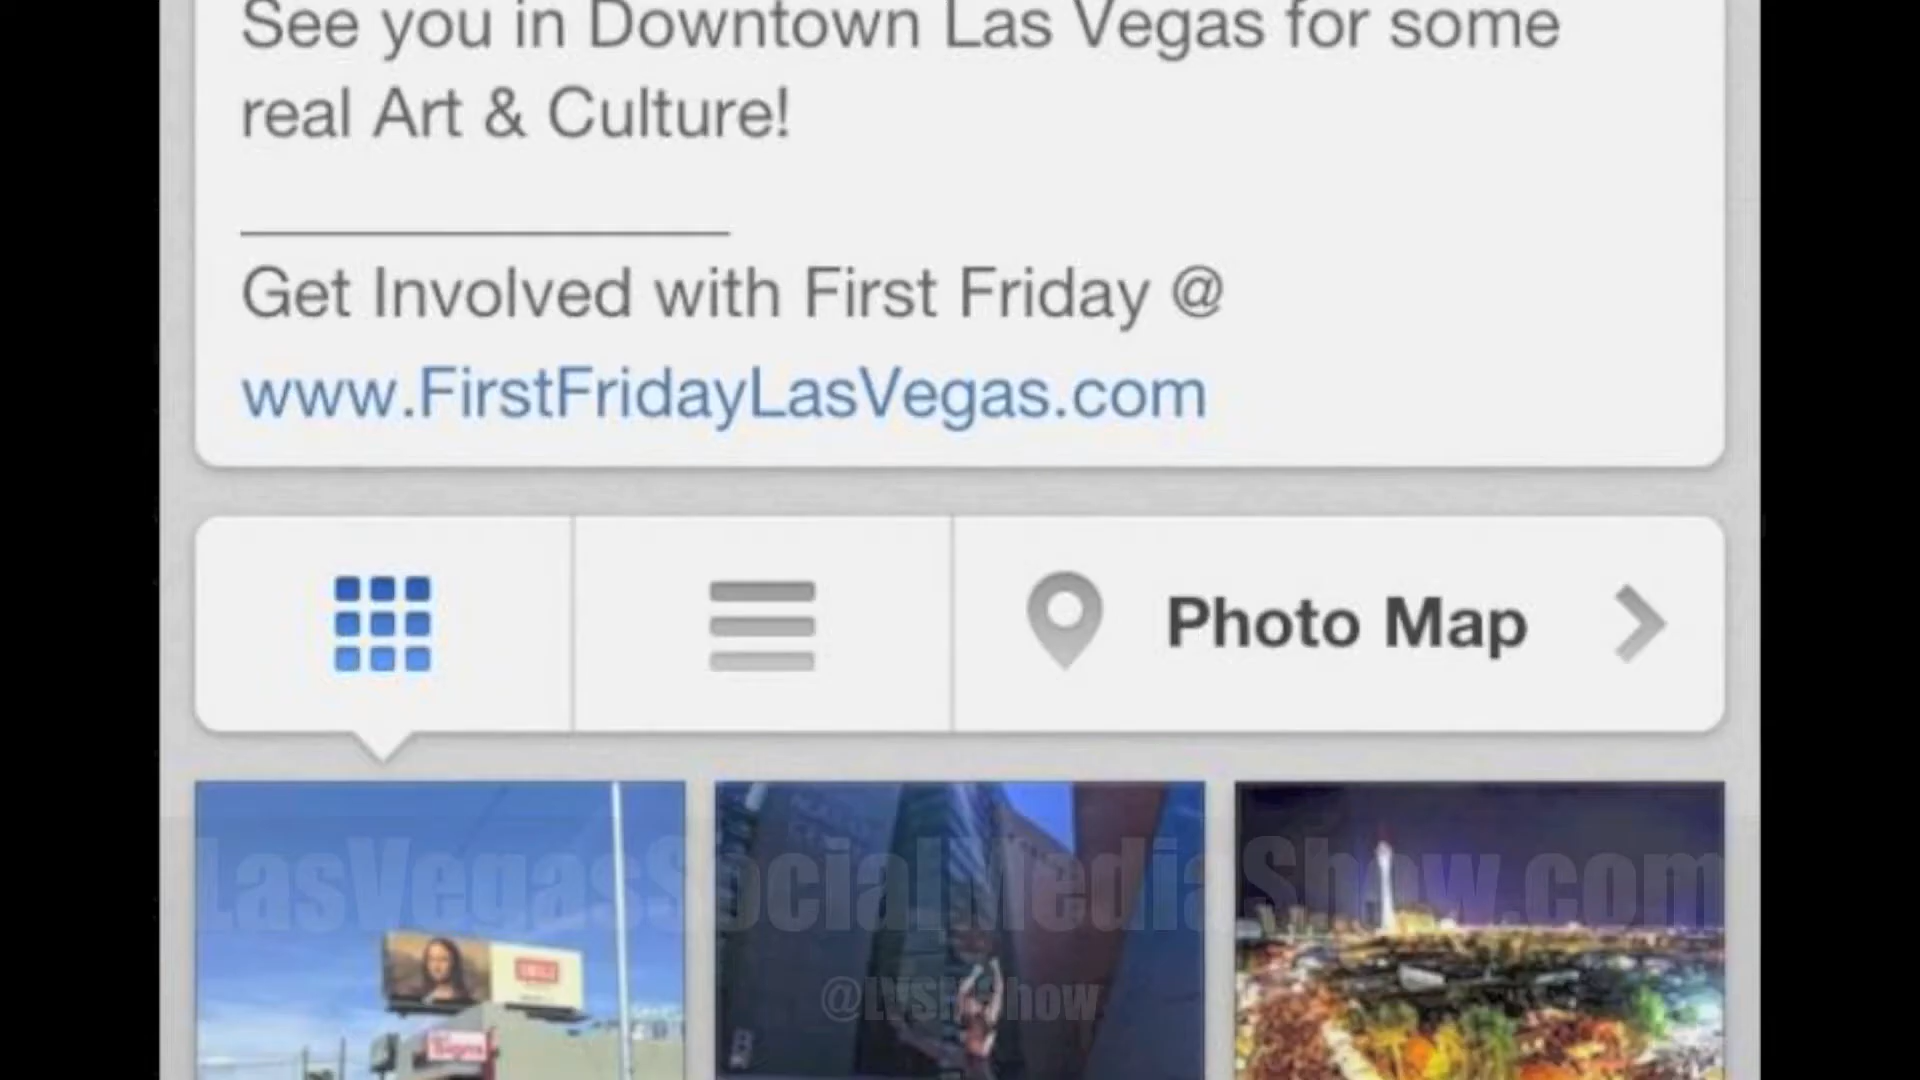 See you in Downtown Las Vegas for some
real Art & Culture!
Get Involved with First Friday @
www.FirstFridayLasVegas.com
Photo Map
LasVegasSocialMediaShow.com
@LVSMShow